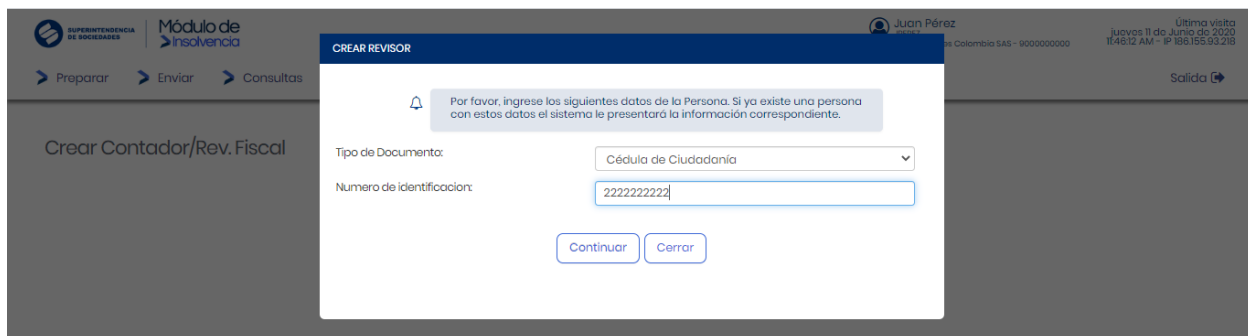 SUPERINTENDENCIA
DE SOCIEDADES
Módulo de
Insolvencia
Juan Pérez
as Colombia SAS - 9000000000
Última visita
jueves 11 de Junio de 2020
11:46:12 AM - IP 186.155.93.218
CREAR REVISOR
Preparar
Enviar
Consultas
Salida
Por favor, ingrese los siguientes datos de la Persona. Si ya existe una persona
con estos datos el sistema le presentará la información correspondiente.
Crear Contador/Rev. Fiscal
Tipo de Documento:
Cédula de Ciudadanía
Numero de identificacion:
2222222222
Continuar
Cerrar